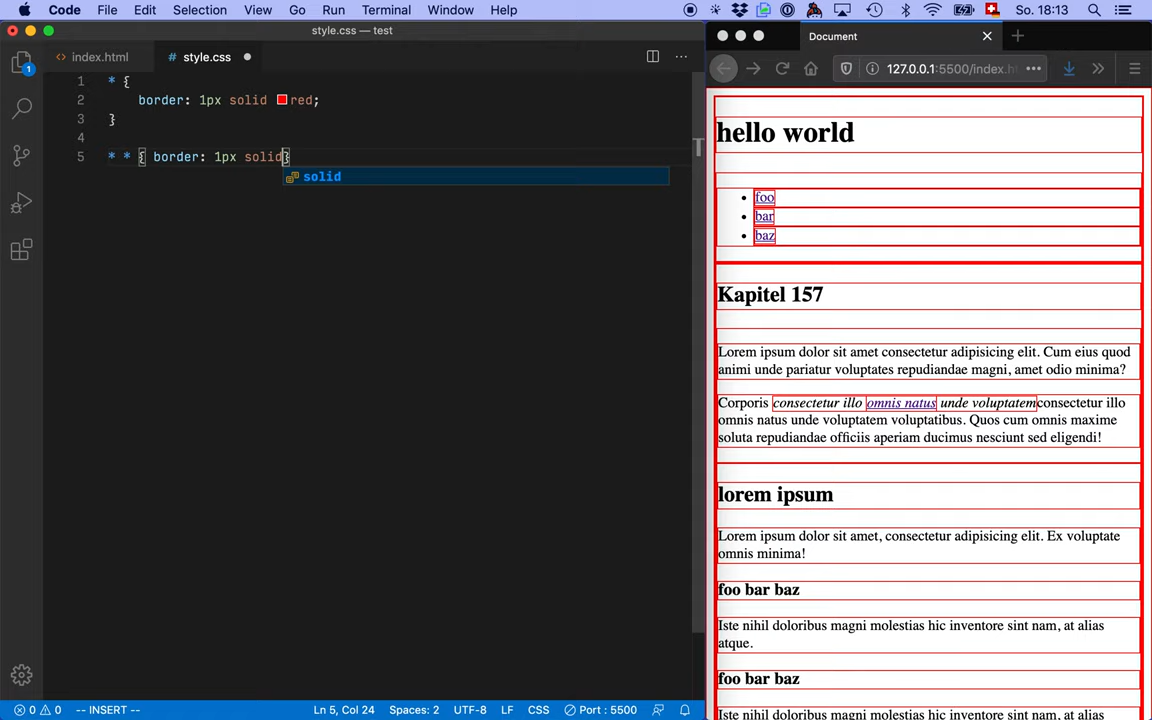 Code File Edit Selection View Go Run Terminal Window Help So. 18:13
style.css — test
<> index.html # style.css
1 * {
2 border: 1px solid red;
3 }
4
5 * * { border: 1px solid}
solid
1
Ln 5, Col 24 Spaces: 2 UTF-8 LF CSS Port : 5500
0 0 -- INSERT --
Document
127.0.0.1:5500/index.h
hello world
• foo
• bar
• baz
Kapitel 157
Lorem ipsum dolor sit amet consectetur adipisicing elit. Cum eius quod
animi unde pariatur voluptates repudiandae magni, amet odio minima?
Corporis consectetur illo omnis natus unde voluptatemconsectetur illo
omnis natus unde voluptatem voluptatibus. Quos cum omnis maxime
soluta repudiandae officiis aperiam ducimus nesciunt sed eligendi!
lorem ipsum
Lorem ipsum dolor sit amet, consectetur adipisicing elit. Ex voluptate
omnis minima!
foo bar baz
Iste nihil doloribus magni molestias hic inventore sint nam, at alias
atque.
foo bar baz
Iste nihil doloribus magni molestias hic inventore sint nam, at alias